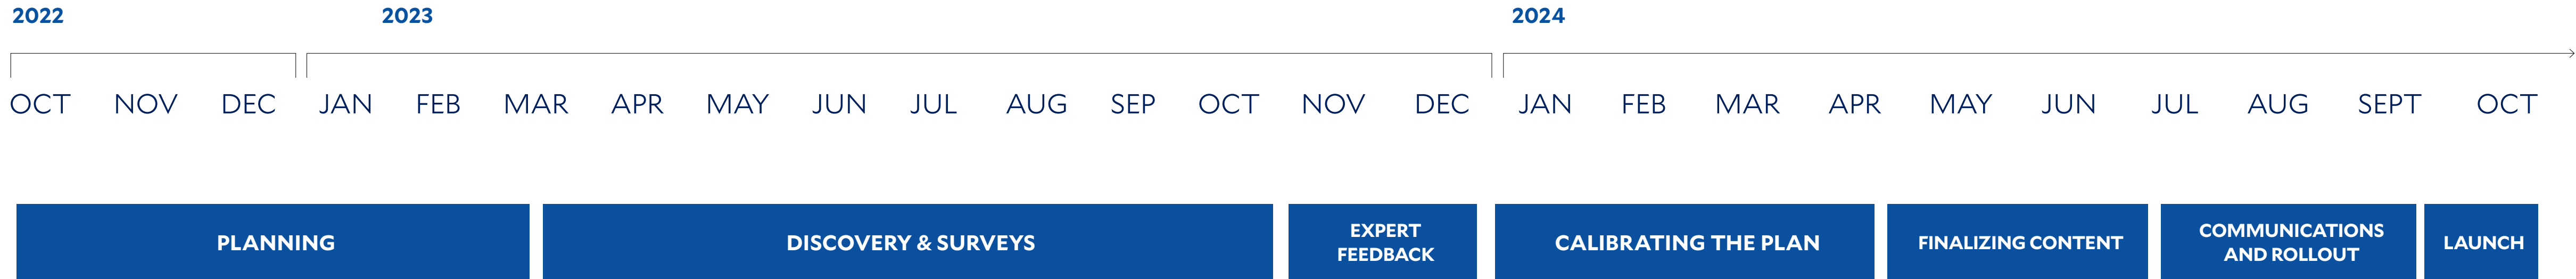 2022 2023 2024
OCT NOV DEC JAN FEB MAR APR MAY JUN JUL AUG SEP OCT NOV DEC JAN FEB MAR APR MAY JUN JUL AUG SEPT OCT
PLANNING
DISCOVERY & SURVEYS
EXPERT
FEEDBACK
CALIBRATING THE PLAN
FINALIZING CONTENT
COMMUNICATIONS
AND ROLLOUT
LAUNCH